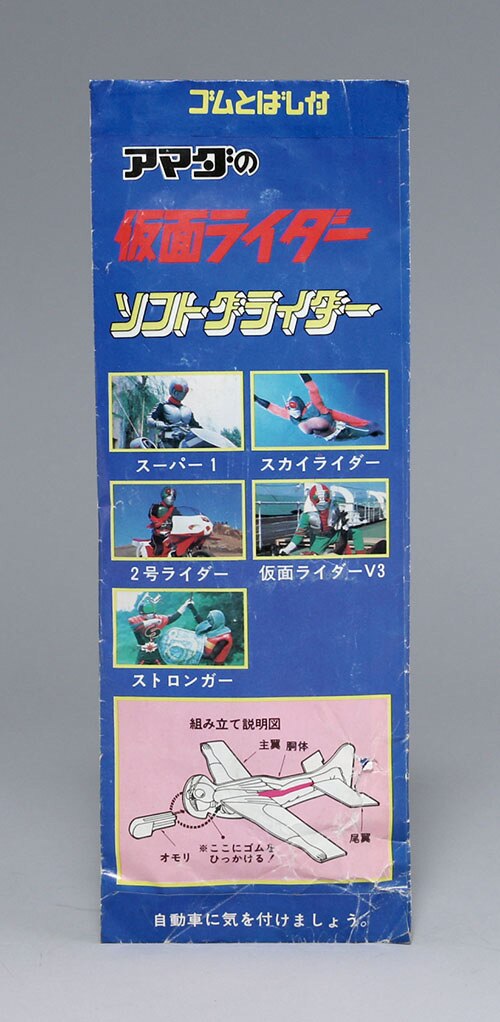 ゴムとばし付
アマダの
仮面ライダー
ソフトグライダー
スーパー1
スカイライダー
2号ライダー
仮面ライダーV3
ストロンガー
組み立て説明図
主翼
胴体
尾翼
オモリ
※ここにゴムを
ひっかける!
自動車に気を付けましょう。